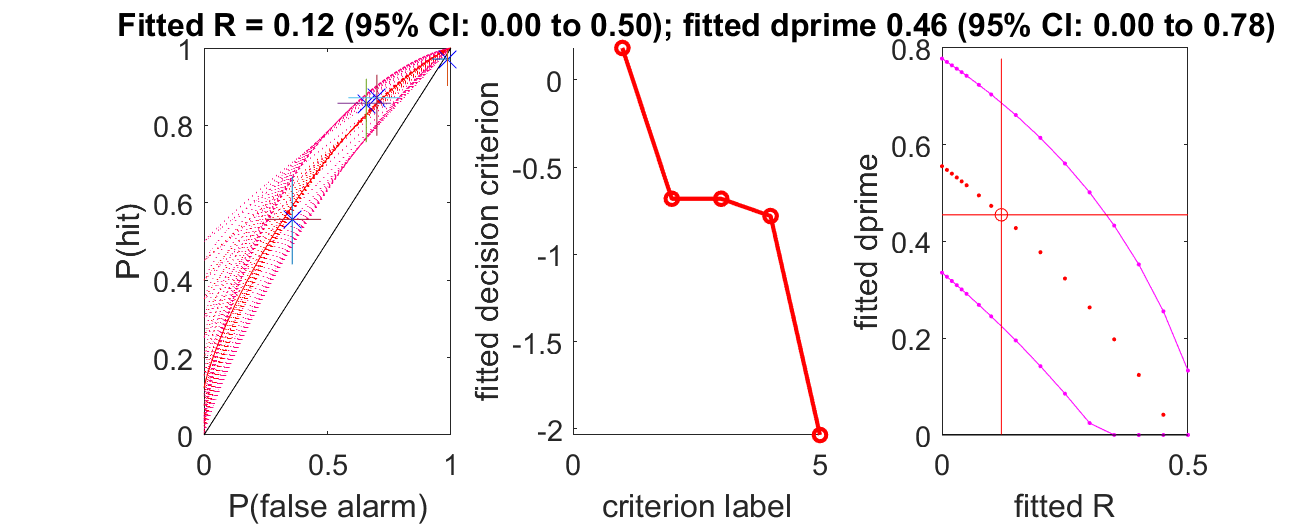 Fitted R = 0.12 (95% CI: 0.00 to 0.50); fitted dprime 0.46 (95% CI: 0.00 to 0.78)
P(hit)
1
0.8
0.6
0.4
0.2
0
0 0.5 1
P(false alarm)
fitted decision criterion
0
-0.5
-1
-1.5
-2
0 5
criterion label
fitted dprime
0.8
0.6
0.4
0.2
0
0 0.5
fitted R